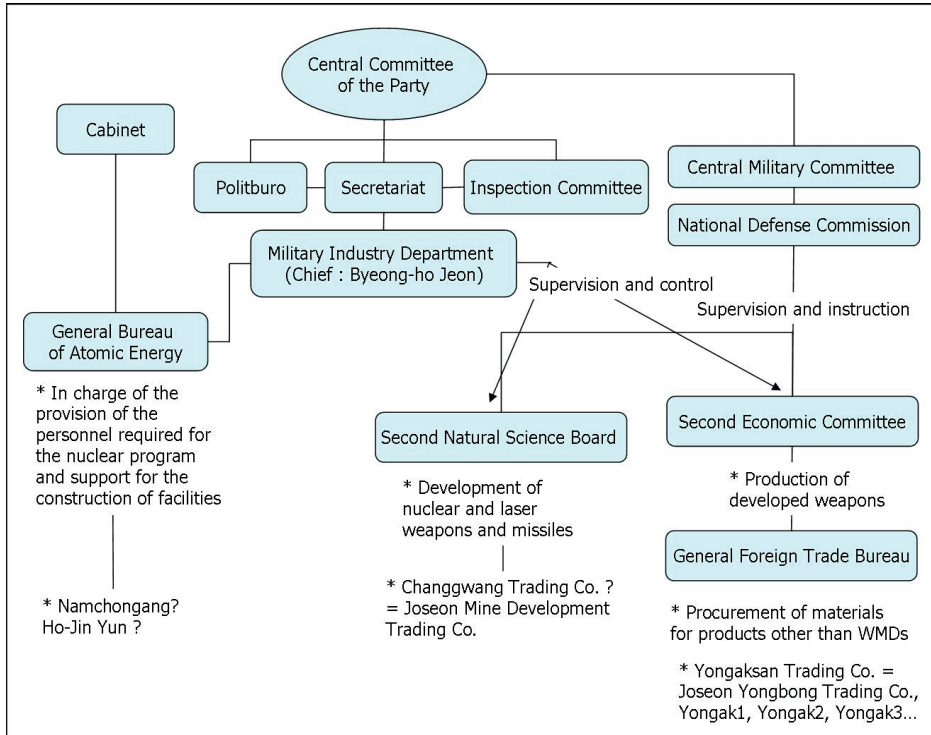 Central Committee
of the Party
Cabinet
Politburo
Secretariat
Inspection Committee
Central Military Committee
National Defense Commission
Military Industry Department
(Chief : Byeong-ho Jeon)
Supervision and control
Supervision and instruction
General Bureau
of Atomic Energy
* In charge of the
provision of the
personnel required for
the nuclear program
and support for the
construction of facilities
* Namchongang?
Ho-Jin Yun ?
Second Natural Science Board
* Development of
nuclear and laser
weapons and missiles
* Changgwang Trading Co. ?
= Joseon Mine Development
Trading Co.
Second Economic Committee
* Production of
developed weapons
General Foreign Trade Bureau
* Procurement of materials
for products other than WMDs
* Yongaksan Trading Co. =
Joseon Yongbong Trading Co.,
Yongak1, Yongak2, Yongak3...